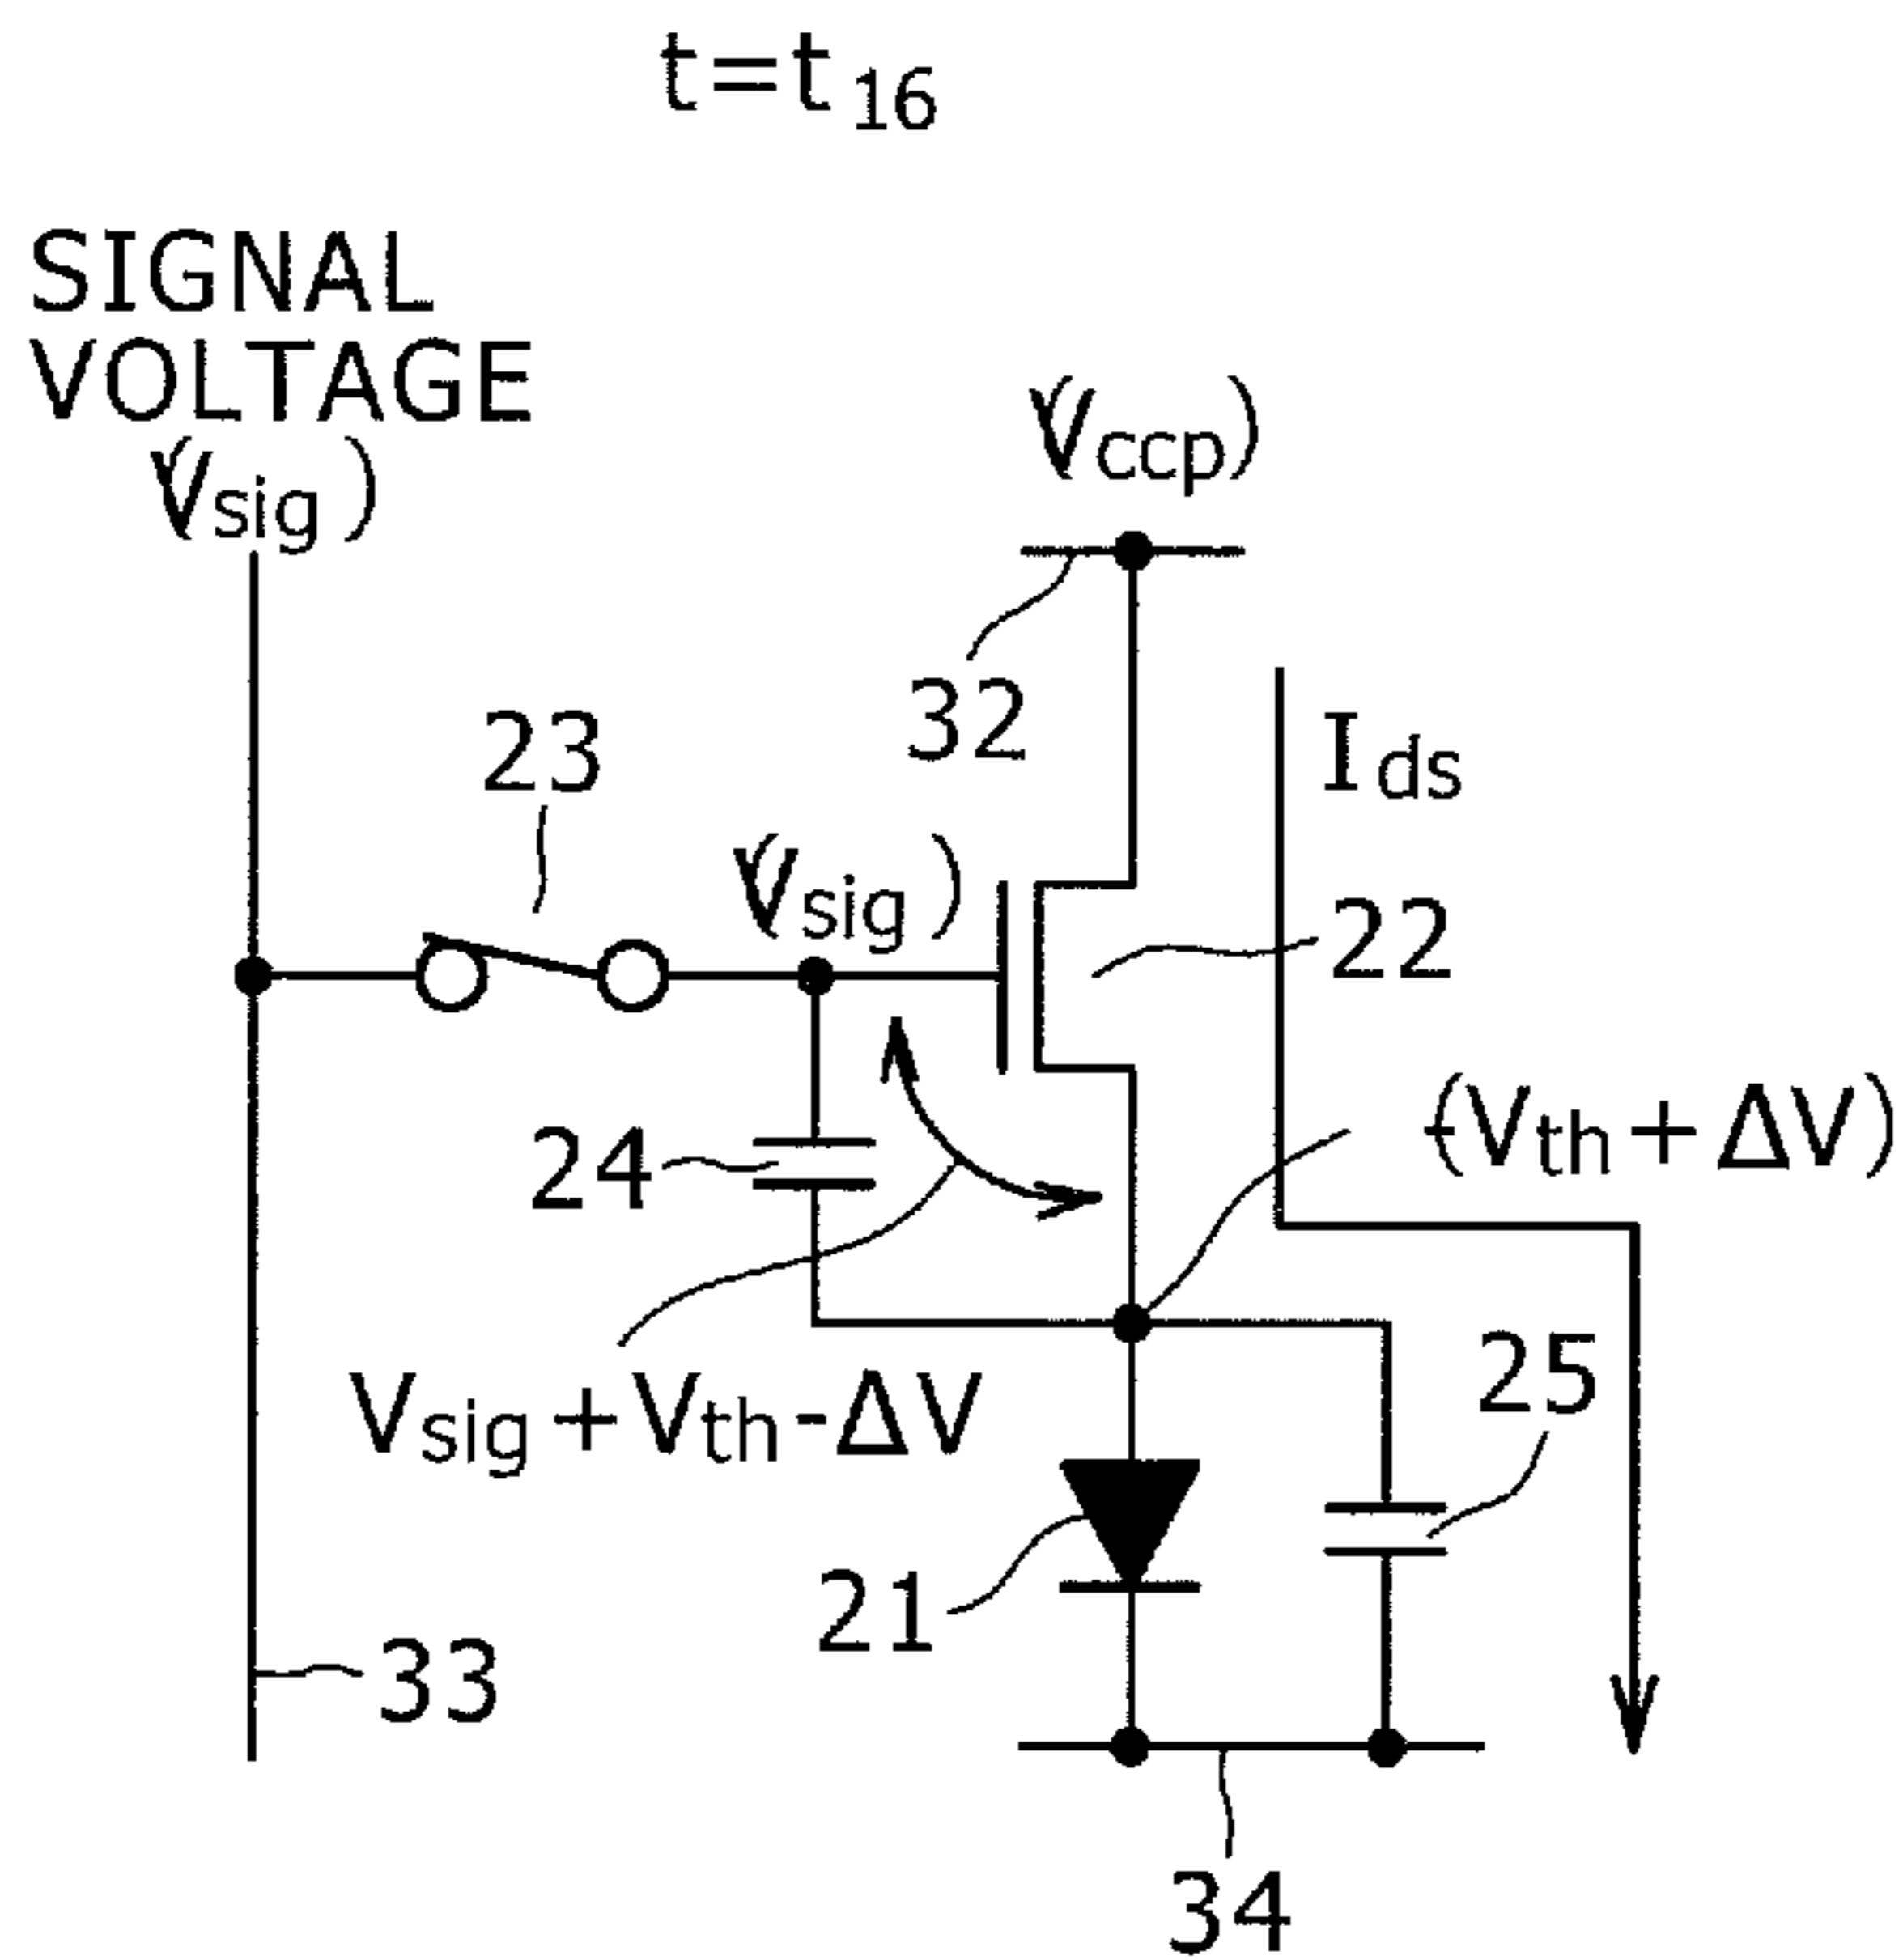 t=t16
SIGNAL
VOLTAGE
(Vsig)
(Vccp)
32
Ids
23
(Vsig)
22
24
(-Vth+ΔV)
Vsig+Vth-ΔV
25
21
33
34